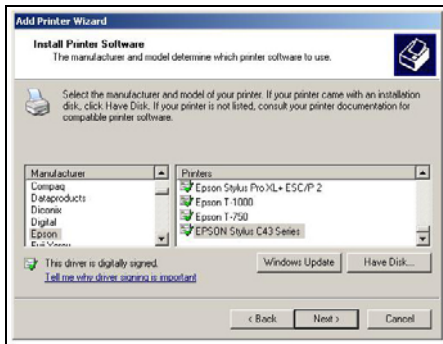 Add Printer Wizard
Install Printer Software
The manufacturer and model determine which printer software to use.
Select the manufacturer and model of your printer. If your printer came with an installation
disk, click Have Disk. If your printer is not listed, consult your printer documentation for
compatible printer software.
Manufacturer
Compaq
Dataproducts
Diconix
Digital
Epson
Printers
Epson Stylus Pro XL+ ESC/P 2
Epson T-1000
Epson T-750
EPSON Stylus C43 Series
This driver is digitally signed.
Tell me why driver signing is important
Windows Update
Have Disk...
< Back
Next >
Cancel